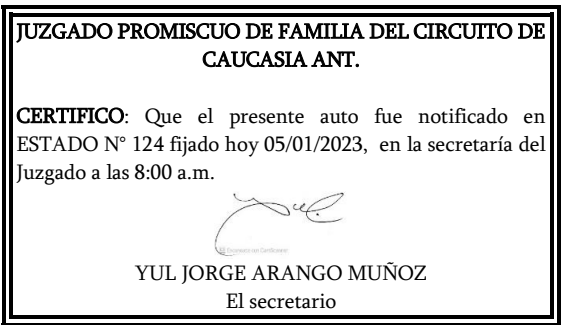 JUZGADO PROMISCUO DE FAMILIA DEL CIRCUITO DE
CAUCASIA ANT.
CERTIFICO: Que el presente auto fue notificado en
ESTADO N° 124 fijado hoy 05/01/2023, en la secretaría del
Juzgado a las 8:00 a.m.
YUL JORGE ARANGO MUÑOZ
El secretario